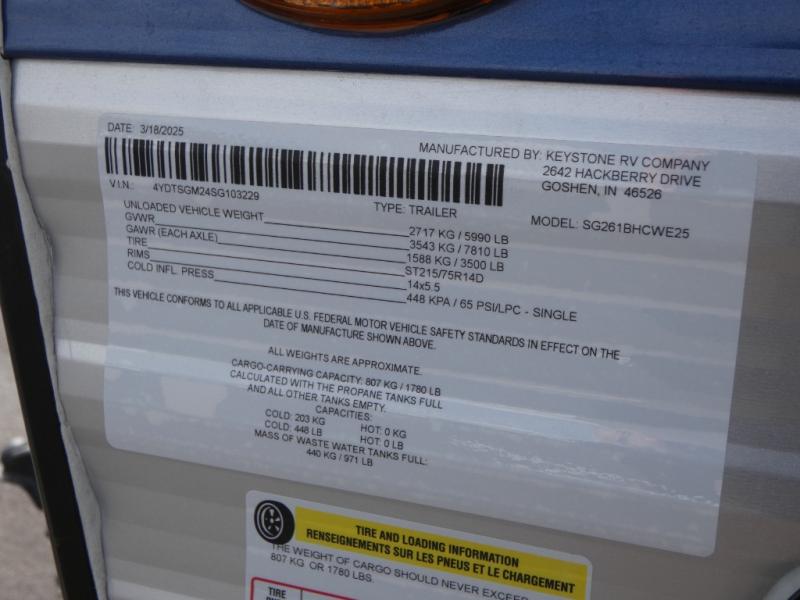 DATE: 3/18/2025
MANUFACTURED BY: KEYSTONE RV COMPANY
2642 HACKBERRY DRIVE
GOSHEN, IN 46526
V I.N.: 4YDTSGM24SG103229
TYPE: TRAILER
MODEL: SG261BHCWE25
UNLOADED VEHICLE WEIGHT 2717 KG / 5990 LB
GVWR 3543 KG / 7810 LB
GAWR (EACH AXLE) 1588 KG / 3500 LB
TIRE ST215/75R14D
RIMS 14x5.5
COLD INFL. PRESS 448 KPA / 65 PSI/LPC - SINGLE
THIS VEHICLE CONFORMS TO ALL APPLICABLE U.S. FEDERAL MOTOR VEHICLE SAFETY STANDARDS IN EFFECT ON THE
DATE OF MANUFACTURE SHOWN ABOVE.
ALL WEIGHTS ARE APPROXIMATE.
CARGO-CARRYING CAPACITY: 807 KG / 1780 LB
CALCULATED WITH THE PROPANE TANKS FULL
AND ALL OTHER TANKS EMPTY.
CAPACITIES:
COLD: 203 KG HOT: 0 KG
COLD: 448 LB HOT: 0 LB
MASS OF WASTE WATER TANKS FULL:
440 KG / 971 LB
TIRE AND LOADING INFORMATION
RENSEIGNEMENTS SUR LES PNEUS ET LE CHARGEMENT
THE WEIGHT OF CARGO SHOULD NEVER EXCEED
807 KG OR 1780 LBS.
TIRE